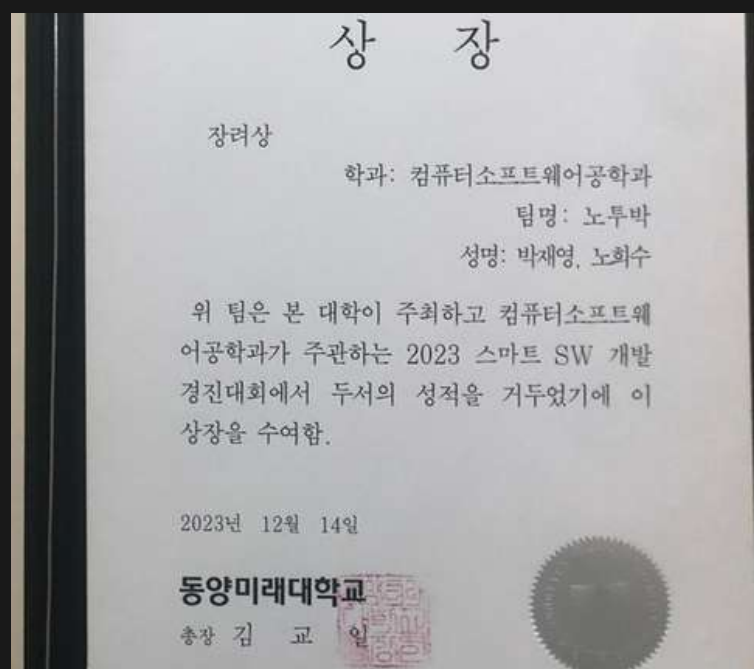 상 장
장려상
학과: 컴퓨터소프트웨어공학과
팀명: 노투박
성명: 박재영, 노희수
위 팀은 본 대학이 주최하고 컴퓨터소프트웨
어공학과가 주관하는 2023 스마트 SW 개발
경진대회에서 두서의 성적을 거두었기에 이
상장을 수여함.
2023년 12월 14일
동양미래대학교
총장 김 교 일